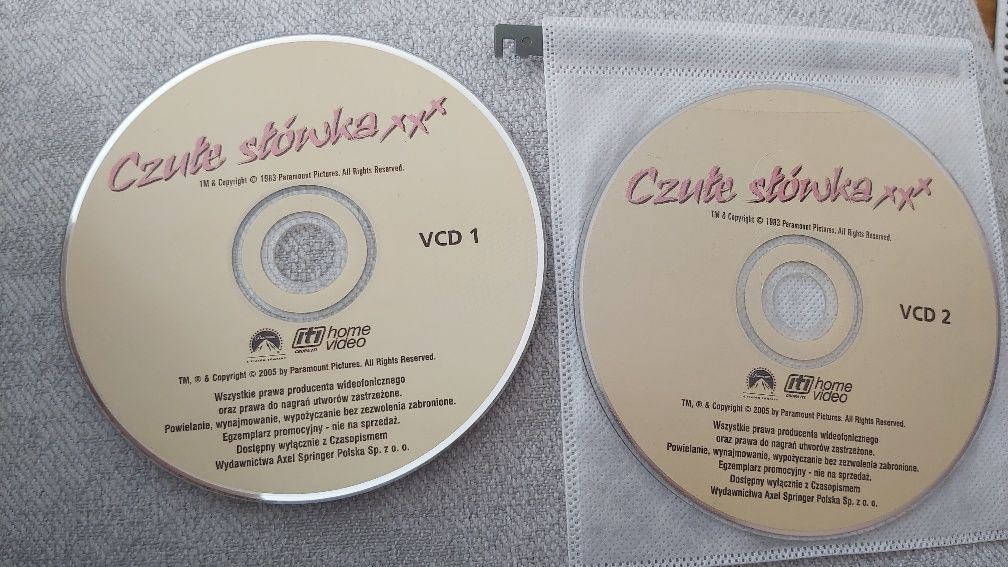 Czułe słówka xxx
TM & Copyright © 1983 Paramount Pictures. All Rights Reserved.
VCD 1
iti home
video
TM, ® & Copyright © 2005 by Paramount Pictures. All Rights Reserved.
Wszystkie prawa producenta wideofonicznego
oraz prawa do nagrań utworów zastrzeżone.
Powielanie, wynajmowanie, wypożyczanie bez zezwolenia zabronione.
Egzemplarz promocyjny - nie na sprzedaż.
Dostępny wyłącznie z Czasopismem
Wydawnictwa Axel Springer Polska Sp. z o. o.
Czułe słówka xxx
TM & Copyright © 1983 Paramount Pictures. All Rights Reserved.
VCD 2
iti home
video
TM, ® & Copyright © 2005 by Paramount Pictures. All Rights Reserved.
Wszystkie prawa producenta wideofonicznego
oraz prawa do nagrań utworów zastrzeżone.
Powielanie, wynajmowanie, wypożyczanie bez zezwolenia zabronione.
Egzemplarz promocyjny - nie na sprzedaż.
Dostępny wyłącznie z Czasopismem
Wydawnictwa Axel Springer Polska Sp. z o. o.